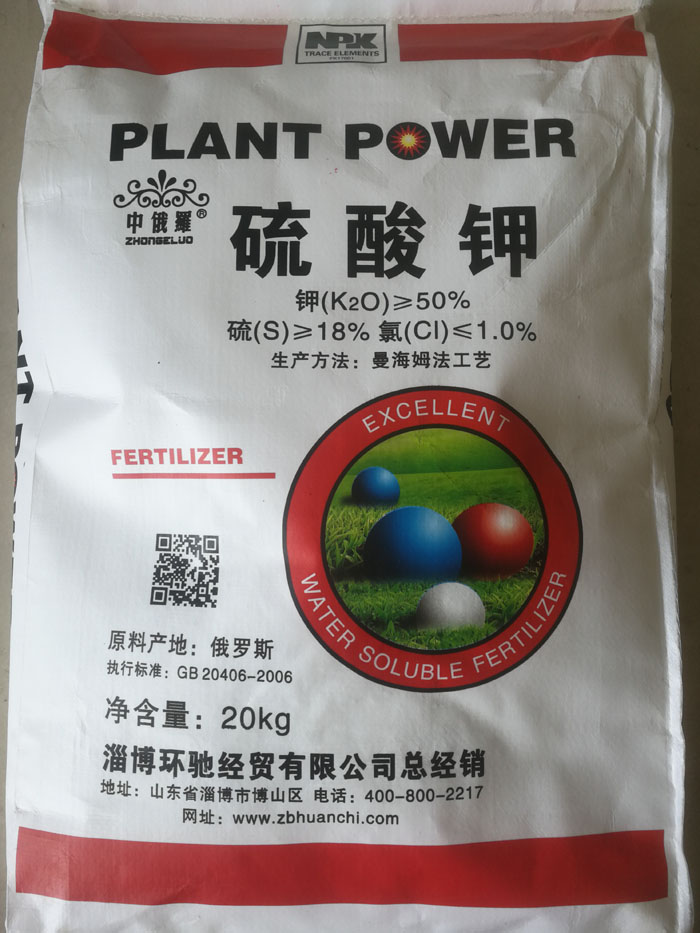 NPK
TRACE ELEMENTS
PLANT POWER
中俄羅®
ZHONGELUO
硫酸钾
钾(K2O)≥50%
硫(S)≥18% 氯(Cl)≤1.0%
生产方法：曼海姆法工艺
EXCELLENT
FERTILIZER
WATER SOLUBLE FERTILIZER
原料产地：俄罗斯
执行标准：GB 20406-2006
净含量：20kg
淄博环驰经贸有限公司总经销
地址：山东省淄博市博山区 电话：400-800-2217
网址：www.zbhuanchi.com